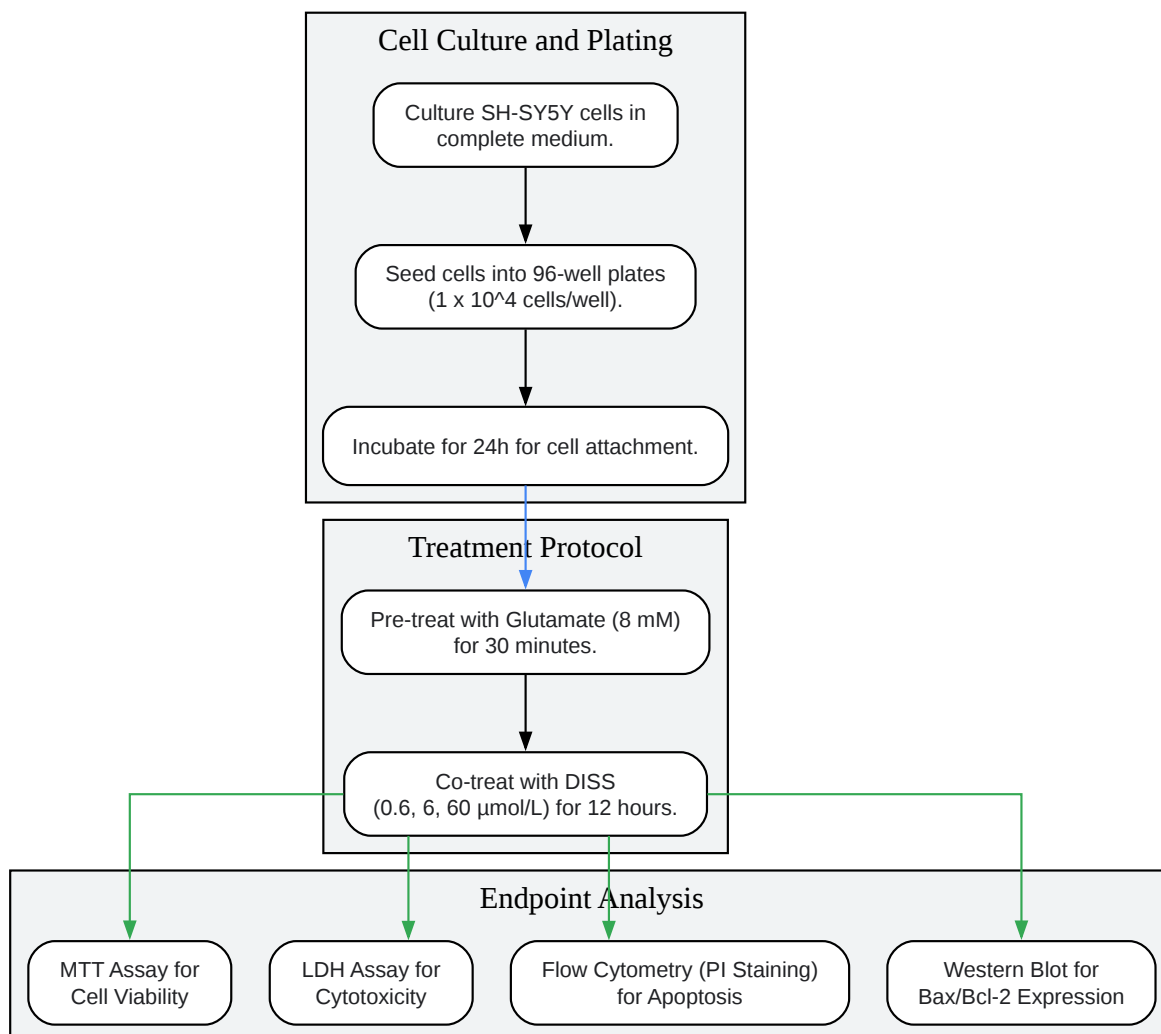 Cell Culture and Plating
Culture SH-SY5Y cells in
complete medium.
Seed cells into 96-well plates
(1 x 10^4 cells/well).
Incubate for 24h for cell attachment.
Treatment Protocol
Pre-treat with Glutamate (8 mM)
for 30 minutes.
Co-treat with DISS
(0.6, 6, 60 µmol/L) for 12 hours.
Endpoint Analysis
MTT Assay for
Cell Viability
LDH Assay for
Cytotoxicity
Flow Cytometry (PI Staining)
for Apoptosis
Western Blot for
Bax/Bcl-2 Expression